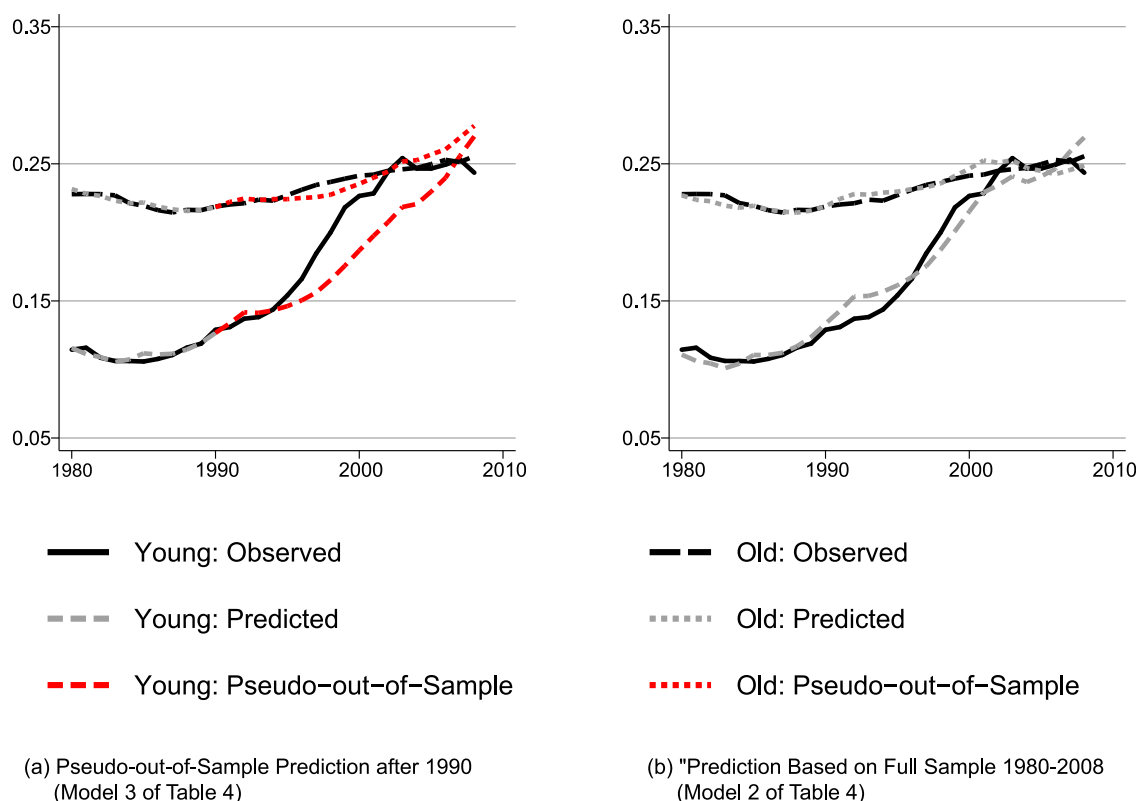 0.35
0.25
0.15
0.05
1980 1990 2000 2010
0.35
0.25
0.15
0.05
1980 1990 2000 2010
Young: Observed
Old: Observed
Young: Predicted
Old: Predicted
Young: Pseudo−out−of−Sample
Old: Pseudo−out−of−Sample
(a) Pseudo-out-of-Sample Prediction after 1990
(Model 3 of Table 4)
(b) "Prediction Based on Full Sample 1980-2008
(Model 2 of Table 4)